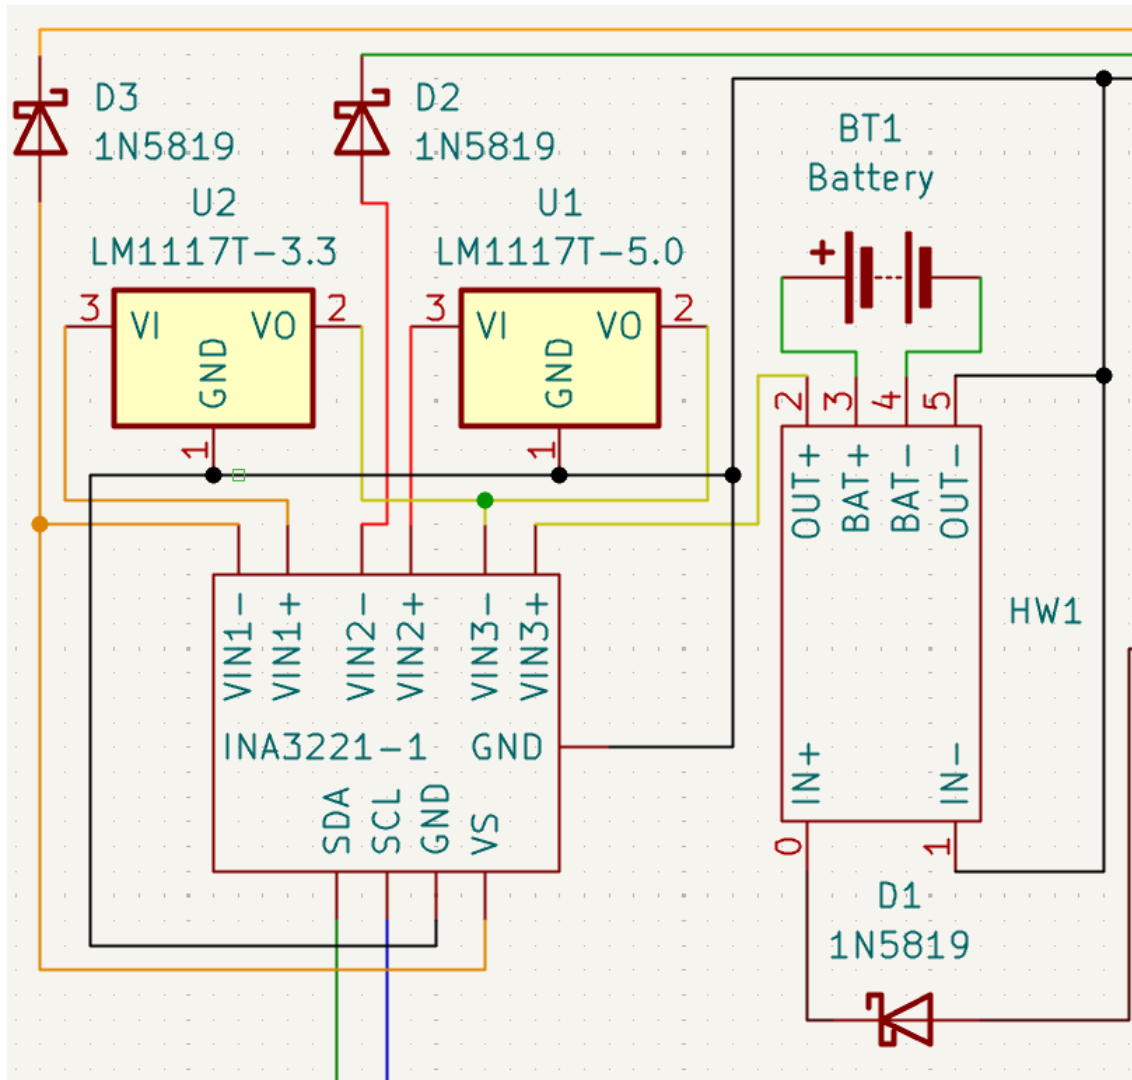 D3
1N5819
D2
1N5819
BT1
Battery
+
U2
LM1117T-3.3
U1
LM1117T-5.0
3
VI
VO
2
GND
1
3
VI
VO
2
GND
1
2
3
4
5
OUT+
BAT+
BAT-
OUT-
HW1
VIN1-
VIN1+
VIN2-
VIN2+
VIN3-
VIN3+
INA3221-1
GND
SDA
SCL
GND
VS
IN+
IN-
0
1
D1
1N5819